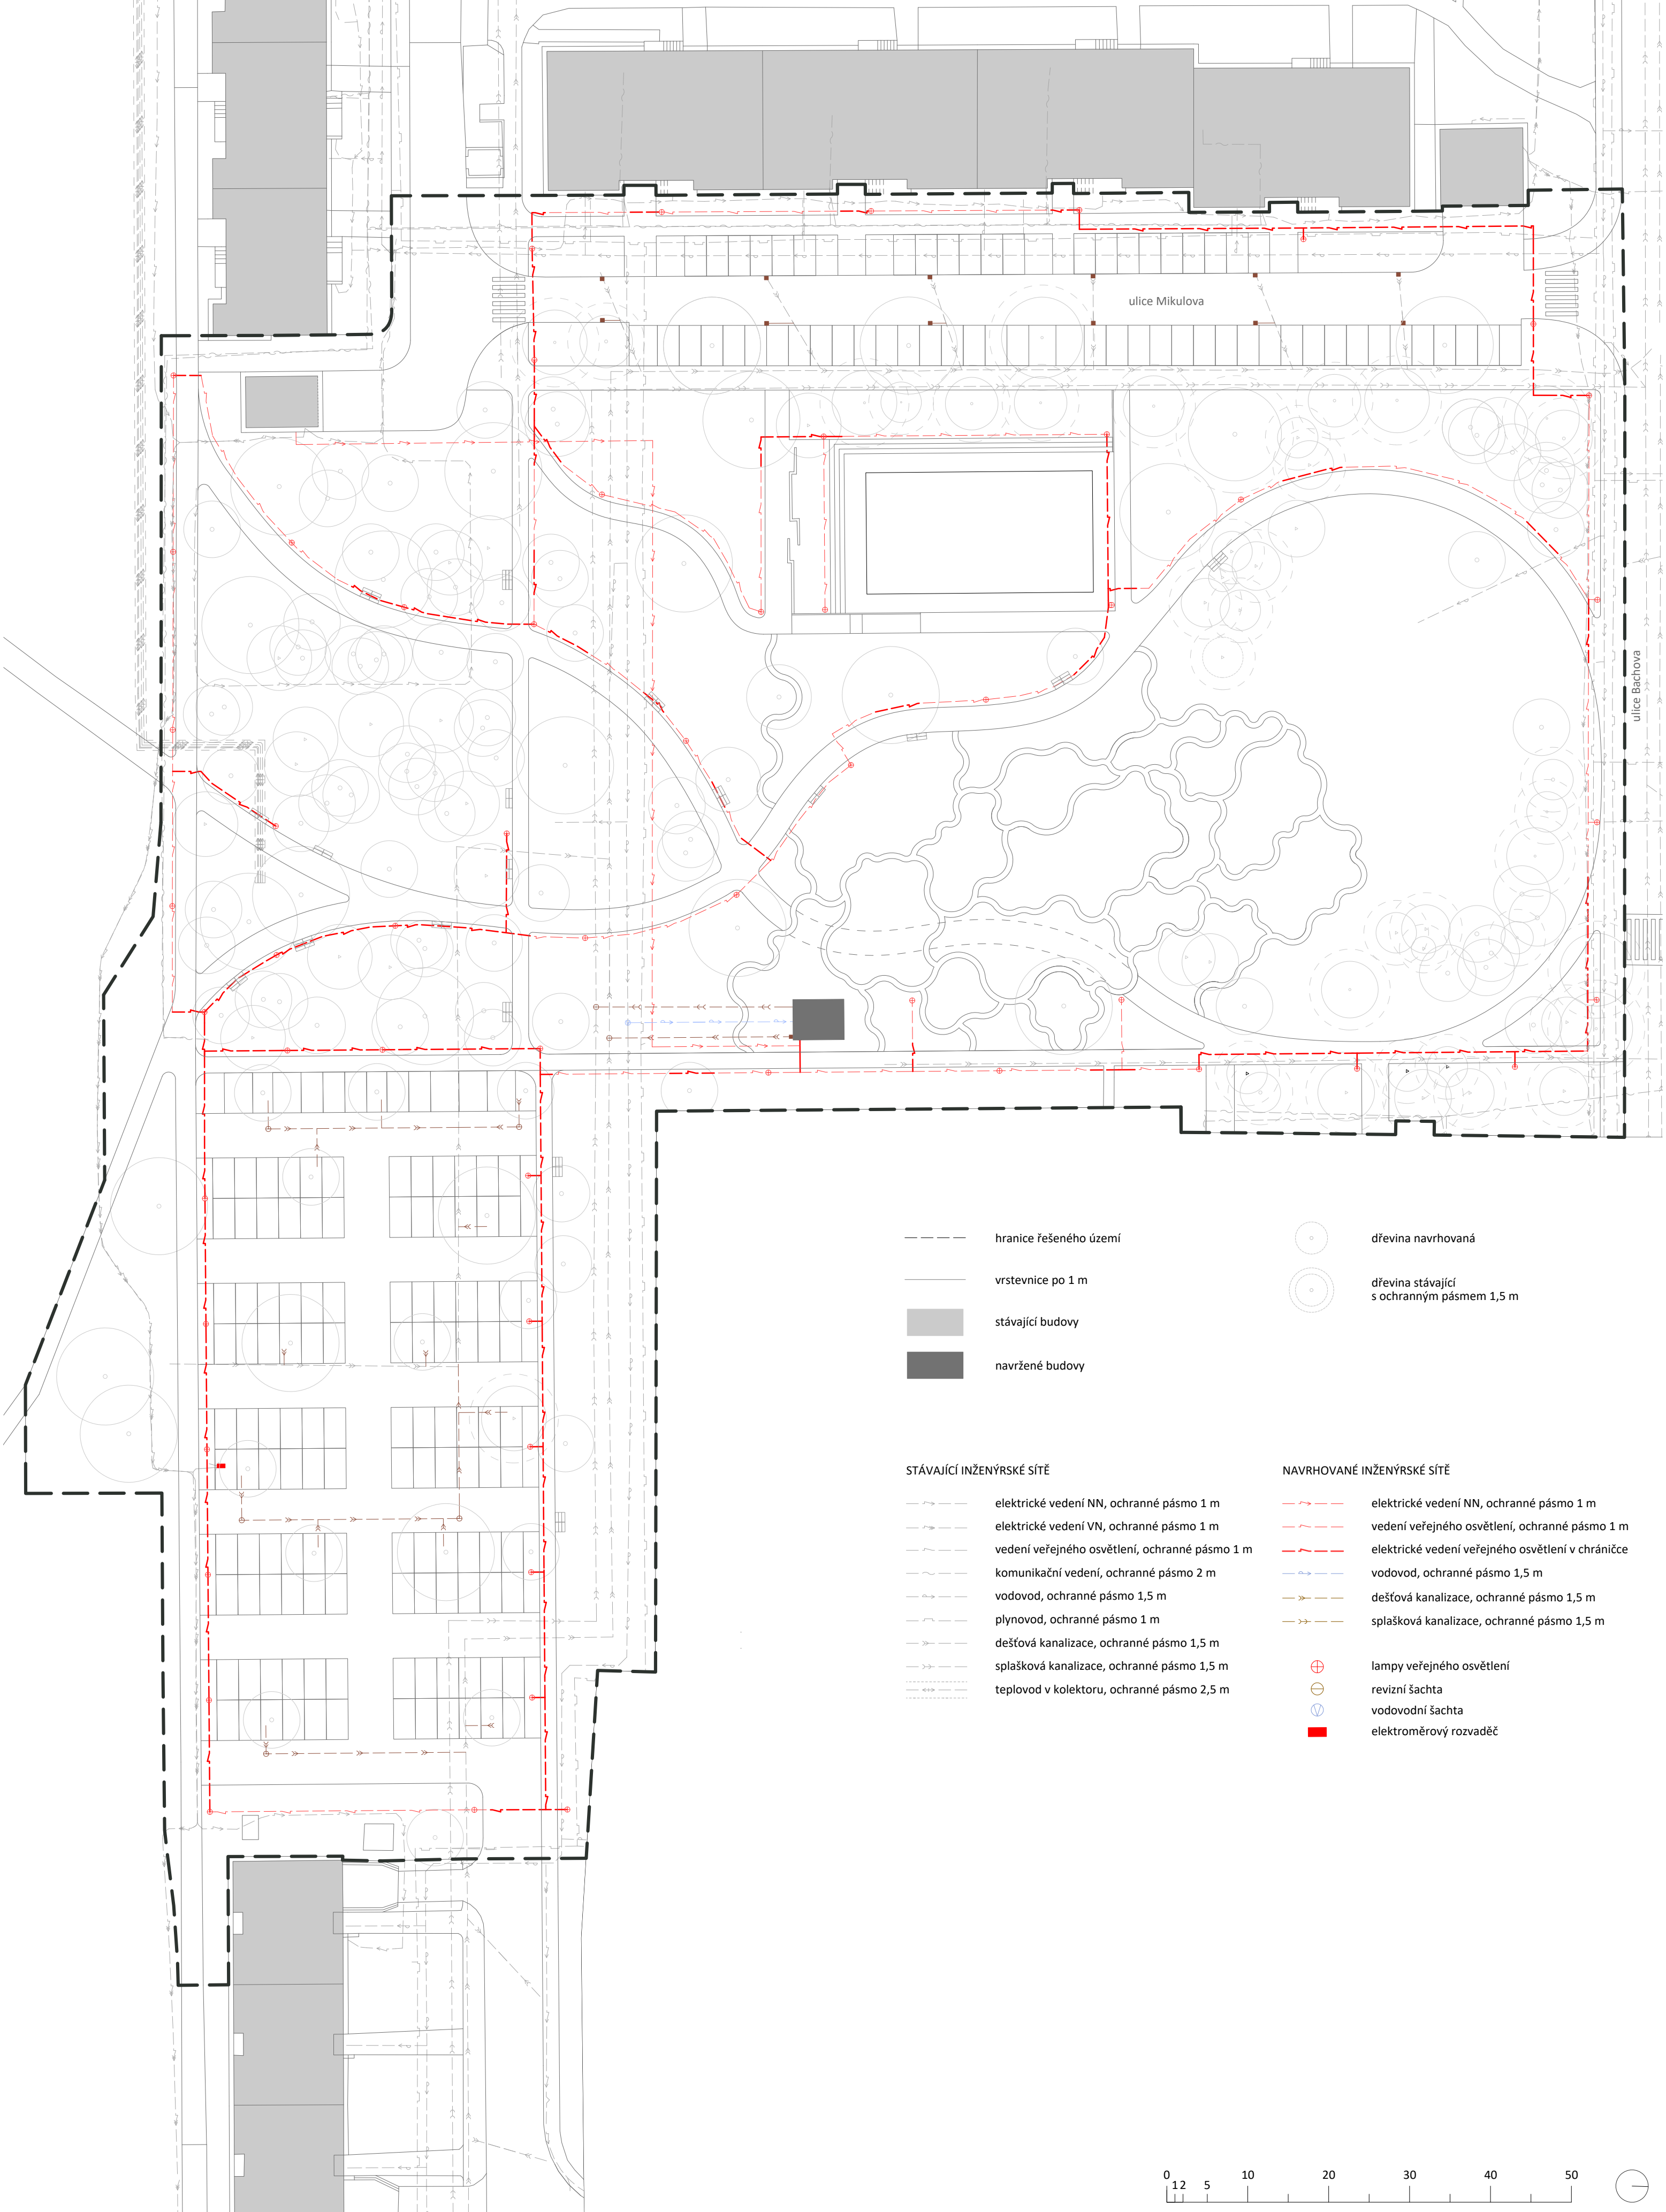 ulice Mikulova
ulice Bachova
hranice řešeného území
vrstevnice po 1 m
stávající budovy
navržené budovy
dřevina navrhovaná
dřevina stávající
s ochranným pásmem 1,5 m
STÁVAJÍCÍ INŽENÝRSKÉ SÍTĚ
elektrické vedení NN, ochranné pásmo 1 m
elektrické vedení VN, ochranné pásmo 1 m
vedení veřejného osvětlení, ochranné pásmo 1 m
komunikační vedení, ochranné pásmo 2 m
vodovod, ochranné pásmo 1,5 m
plynovod, ochranné pásmo 1 m
dešťová kanalizace, ochranné pásmo 1,5 m
splašková kanalizace, ochranné pásmo 1,5 m
teplovod v kolektoru, ochranné pásmo 2,5 m
NAVRHOVANÉ INŽENÝRSKÉ SÍTĚ
elektrické vedení NN, ochranné pásmo 1 m
vedení veřejného osvětlení, ochranné pásmo 1 m
elektrické vedení veřejného osvětlení v chráničce
vodovod, ochranné pásmo 1,5 m
dešťová kanalizace, ochranné pásmo 1,5 m
splašková kanalizace, ochranné pásmo 1,5 m
lampy veřejného osvětlení
revizní šachta
vodovodní šachta
elektroměrový rozvaděč
0 1 2 5 10 20 30 40 50